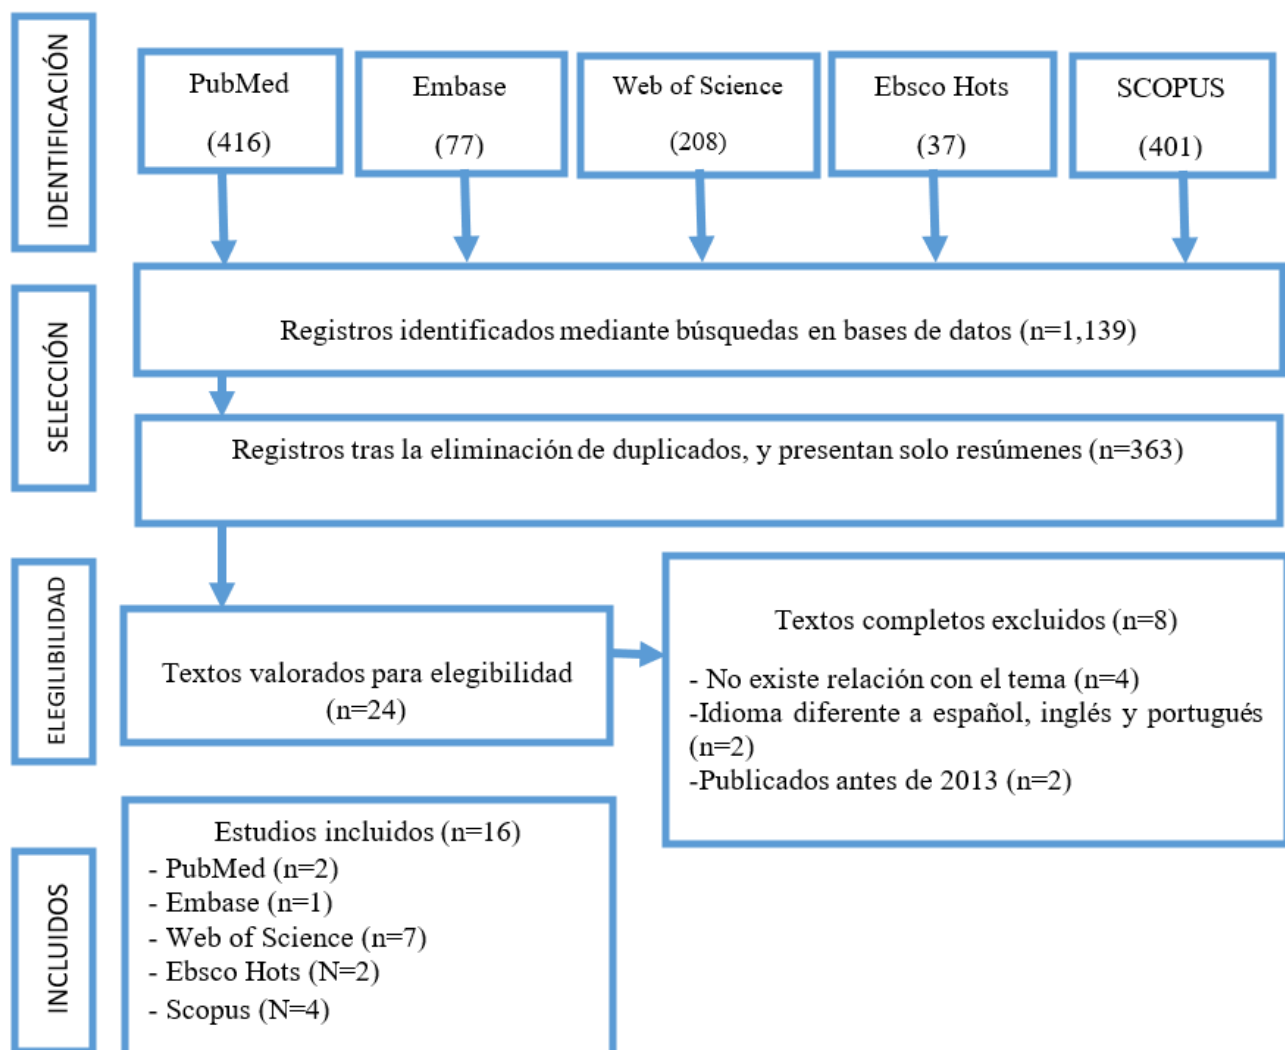 IDENTIFICACIÓN
PubMed
(416)
Embase
(77)
Web of Science
(208)
Ebsco Hots
(37)
SCOPUS
(401)
SELECCIÓN
Registros identificados mediante búsquedas en bases de datos (n=1,139)
Registros tras la eliminación de duplicados, y presentan solo resúmenes (n=363)
ELEGILIBILIDAD
Textos valorados para elegibilidad
(n=24)
Textos completos excluidos (n=8)
- No existe relación con el tema (n=4)
-Idioma diferente a español, inglés y portugués
(n=2)
-Publicados antes de 2013 (n=2)
INCLUIDOS
Estudios incluidos (n=16)
- PubMed (n=2)
- Embase (n=1)
- Web of Science (n=7)
- Ebsco Hots (N=2)
- Scopus (N=4)